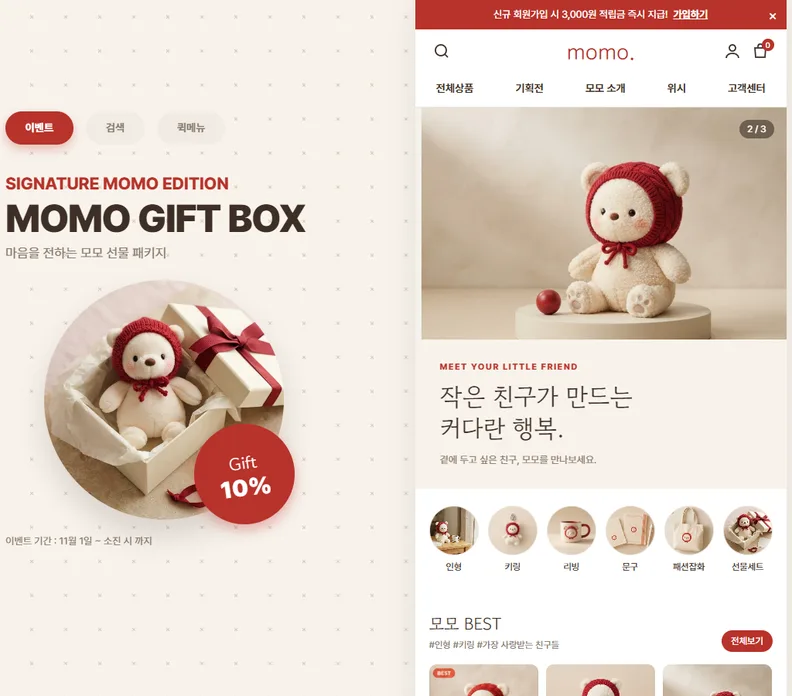 이벤트
검색
퀵메뉴
SIGNATURE MOMO EDITION
MOMO GIFT BOX
마음을 전하는 모모 선물 패키지
Gift
10%
이벤트 기간 : 11월 1일 ~ 소진 시 까지
신규 회원가입 시 3,000원 적립금 즉시 지급! 가입하기
momo.
0
전체상품
기획전
모모 소개
위시
고객센터
2 / 3
MEET YOUR LITTLE FRIEND
작은 친구가 만드는
커다란 행복.
곁에 두고 싶은 친구, 모모를 만나보세요.
인형
키링
리빙
문구
패션잡화
선물세트
모모 BEST
#인형 #키링 #가장 사랑받는 친구들
전체보기
BEST